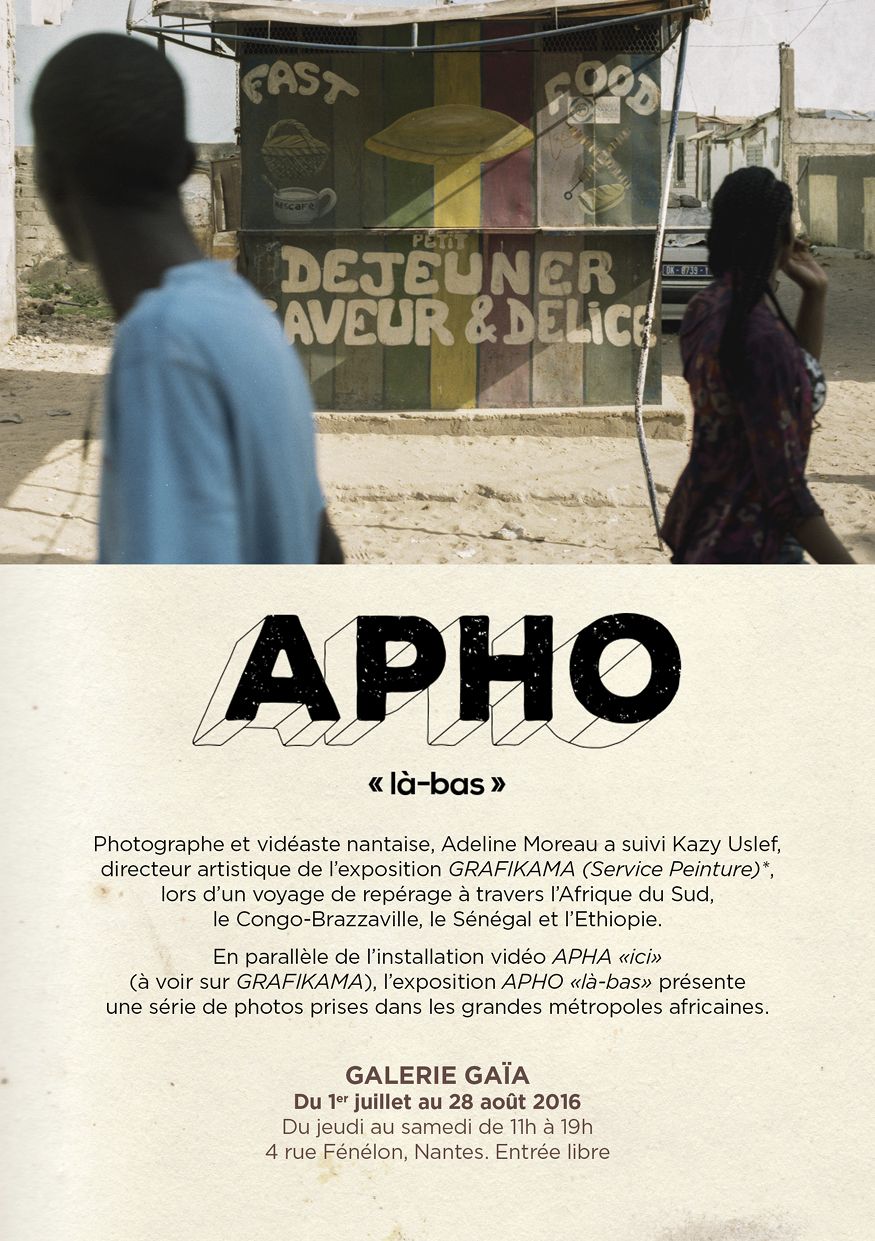 FAST FOOD
NESCAFE
PETIT
DEJEUNER
SAVEUR & DELICE
DK - 8739 -
APHO
« là-bas »
Photographe et vidéaste nantaise, Adeline Moreau a suivi Kazy Uslef,
directeur artistique de l'exposition GRAFIKAMA (Service Peinture)*,
lors d'un voyage de repérage à travers l'Afrique du Sud,
le Congo-Brazzaville, le Sénégal et l'Ethiopie.
En parallèle de l'installation vidéo APHA «ici»
(à voir sur GRAFIKAMA), l'exposition APHO «là-bas» présente
une série de photos prises dans les grandes métropoles africaines.
GALERIE GAÏA
Du 1er juillet au 28 août 2016
Du jeudi au samedi de 11h à 19h
4 rue Fénélon, Nantes. Entrée libre